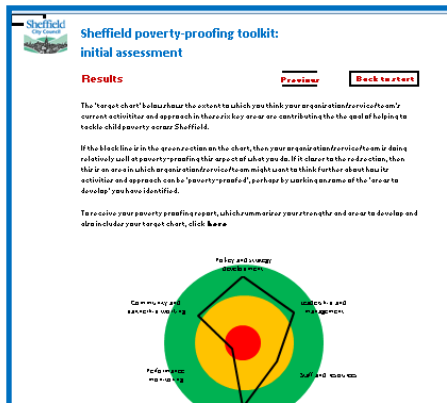 Sheffield
City Council
Sheffield poverty-proofing toolkit:
initial assessment
Results
Previous
Back to start
The 'target chart' below shows the extent to which you think your organisation/service/team's
current activities and approach in these six key areas are contributing the the goal of helping to
tackle child poverty across Sheffield.
If the black line is in the green section on the chart, then your organisation/service/team is doing
relatively well at poverty-proofing this aspect of what you do. If it closer to the red section, then
this is an area in which organisation/service/team might want to think further about how its
activities and approach can be 'poverty-proofed', perhaps by working on some of the 'areas to
develop' you have identified.
To receive your poverty proofing report, which summarises your strengths and areas to develop and
also includes your target chart, click here
Policy and strategy
development
Community and
partnership working
Leadership and
management
Performance
monitoring
Staff and resources